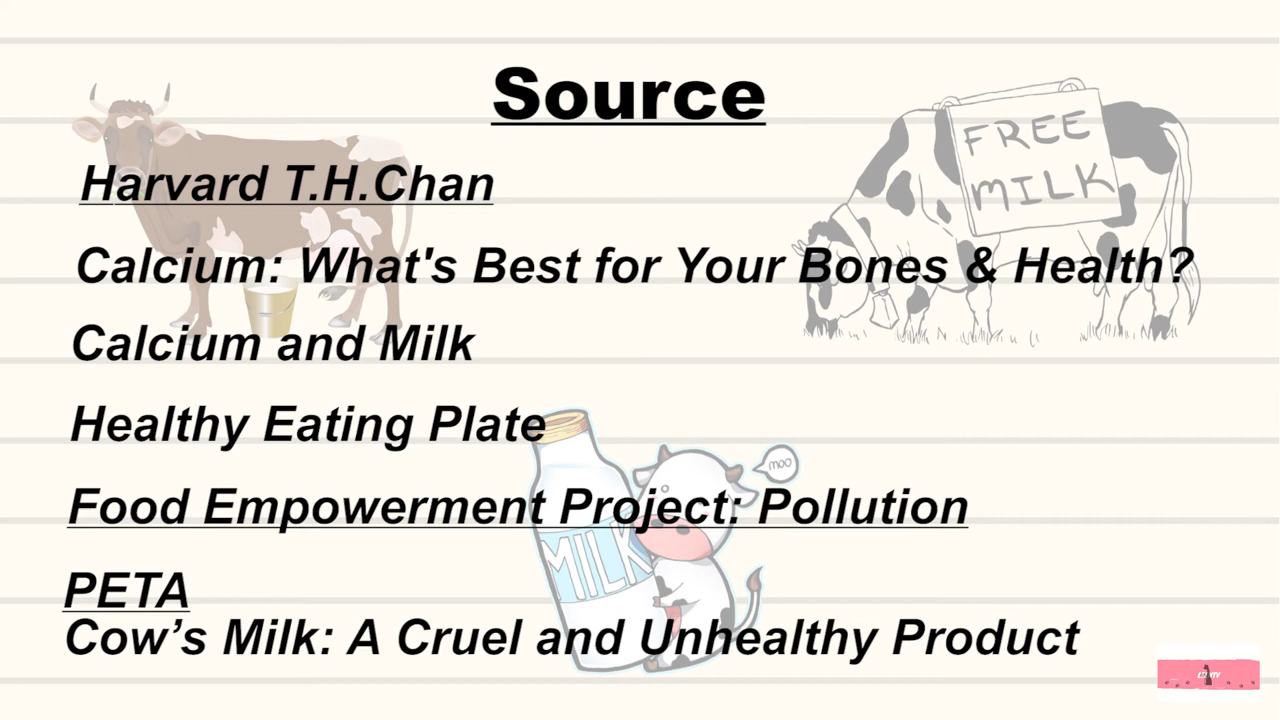 Source
Harvard T.H.Chan
FREE
MILK
Calcium: What's Best for Your Bones & Health?
Calcium and Milk
Healthy Eating Plate
moo
Food Empowerment Project: Pollution
MILK
PETA
Cow’s Milk: A Cruel and Unhealthy Product